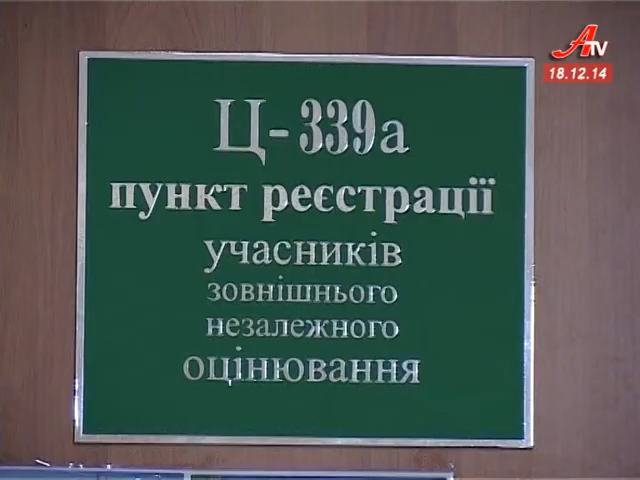 ATV
18.12.14
Ц-339а
пункт реєстрації
учасників
зовнішнього
незалежного
оцінювання